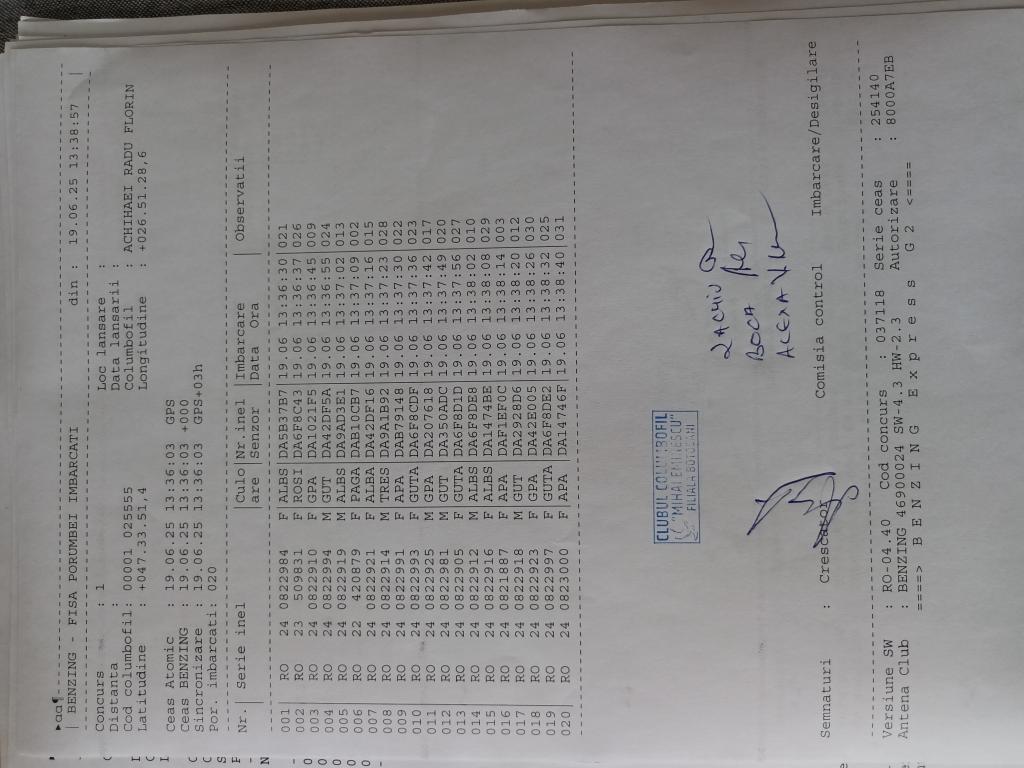 ►aa¶
| BENZING - FISA PORUMBEI IMBARCATI din : 19.06.25 13:38:57 |
Concurs : 1 Loc lansare :
Distanta : Data lansarii :
Cod columbofil: 00001 025555 Columbofil : ACHIHAEI RADU FLORIN
Latitudine : +047.33.51,4 Longitudine : +026.51.28,6
Ceas Atomic : 19.06.25 13:36:03 GPS
Ceas BENZING : 19.06.25 13:36:03 +000
Sincronizare : 19.06.25 13:36:03 GPS+03h
Por. imbarcati: 020
Nr.| Serie inel |Culo|Nr.inel |Imbarcare | Observatii
| |are |Senzor |Data Ora |
001 RO 24 0822984 F ALBS DA5B37B7 19.06 13:36:30 021
002 RO 23 509831 F ROSI DA6F8C43 19.06 13:36:37 026
003 RO 24 0822910 F GPA DA1021F5 19.06 13:36:45 009
004 RO 24 0822994 M GUT DA42DF5A 19.06 13:36:55 024
005 RO 24 0822919 M ALBS DA9AD3E1 19.06 13:37:02 013
006 RO 22 420879 F PAGA DAB10CB7 19.06 13:37:09 002
007 RO 24 0822921 F ALBA DA42DF16 19.06 13:37:16 015
008 RO 24 0822914 M TRES DA9A1B92 19.06 13:37:23 028
009 RO 24 0822991 F APA DAB79148 19.06 13:37:30 022
010 RO 24 0822993 F GUTA DA6F8CDF 19.06 13:37:36 023
011 RO 24 0822925 M GPA DA207618 19.06 13:37:42 017
012 RO 24 0822981 M GUT DA350ADC 19.06 13:37:49 020
013 RO 24 0822905 F GUTA DA6F8D1D 19.06 13:37:56 027
014 RO 24 0822912 M ALBS DA6F8DE8 19.06 13:38:02 010
015 RO 24 0822916 F ALBS DA1474BE 19.06 13:38:08 029
016 RO 24 0821887 F APA DAF1EF0C 19.06 13:38:14 003
017 RO 24 0822918 M GUT DA2928D6 19.06 13:38:20 012
018 RO 24 0822923 F GPA DA42E005 19.06 13:38:26 030
019 RO 24 0822997 F GUTA DA6F8DE2 19.06 13:38:32 025
020 RO 24 0823000 F APA DA14746F 19.06 13:38:40 031
CLUBUL COLUMBOFIL
"MIHAI EMINESCU"
FILIALA BOTOSANI
BOCA
Semnaturi : Crescator Comisia control Imbarcare/Desigilare
Versiune SW : RO-04.40 Cod concurs : 037118 Serie ceas : 254140
Antena Club : BENZING 46900024 SW-4.3 HW-2.3 Autorizare : 8000A7EB
====> B E N Z I N G E x p r e s s G 2 <====